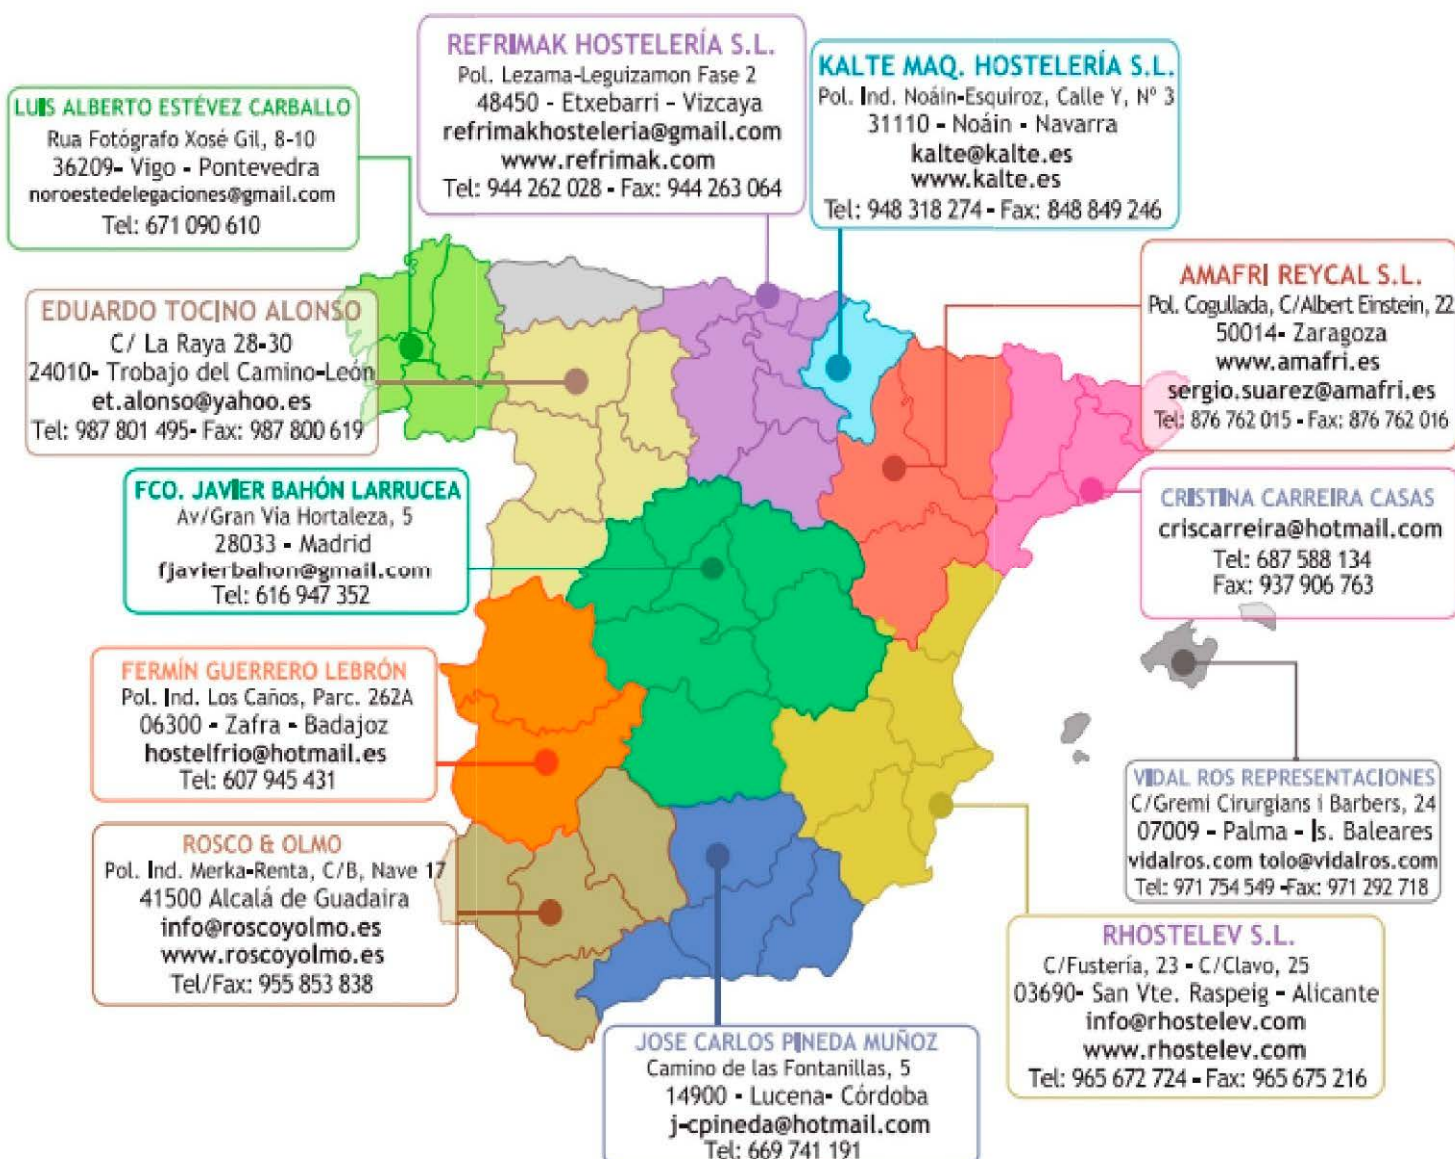 REFRIMAK HOSTELERÍA S.L.
Pol. Lezama-Leguizamon Fase 2
48450 - Etxebarri - Vizcaya
refrimakhosteleria@gmail.com
www.refrimak.com
Tel: 944 262 028 - Fax: 944 263 064
KALTE MAQ. HOSTELERÍA S.L.
Pol. Ind. Noáin-Esquiroz, Calle Y, Nº 3
31110 - Noáin - Navarra
kalte@kalte.es
www.kalte.es
Tel: 948 318 274 - Fax: 848 849 246
LUIS ALBERTO ESTÉVEZ CARBALLO
Rua Fotógrafo Xosé Gil, 8-10
36209- Vigo - Pontevedra
noroestedelegaciones@gmail.com
Tel: 671 090 610
AMAFRI REYCAL S.L.
Pol. Cogullada, C/Albert Einstein, 22
50014- Zaragoza
www.amafri.es
sergio.suarez@amafri.es
Tel: 876 762 015 - Fax: 876 762 016
EDUARDO TOCINO ALONSO
C/ La Raya 28-30
24010- Trobajo del Camino-León
et.alonso@yahoo.es
Tel: 987 801 495- Fax: 987 800 619
FCO. JAVIER BAHÓN LARRUCEA
Av/Gran Via Hortaleza, 5
28033 - Madrid
fjavierbahon@gmail.com
Tel: 616 947 352
CRISTINA CARREIRA CASAS
criscarreira@hotmail.com
Tel: 687 588 134
Fax: 937 906 763
FERMÍN GUERRERO LEBRÓN
Pol. Ind. Los Caños, Parc. 262A
06300 - Zafra - Badajoz
hostelfrio@hotmail.es
Tel: 607 945 431
VIDAL ROS REPRESENTACIONES
C/Gremi Cirurgians i Barbers, 24
07009 - Palma - Is. Baleares
vidalros.com tolo@vidalros.com
Tel: 971 754 549 -Fax: 971 292 718
ROSCO & OLMO
Pol. Ind. Merka-Renta, C/B, Nave 17
41500 Alcalá de Guadaira
info@roscoyolmo.es
www.roscoyolmo.es
Tel/Fax: 955 853 838
RHOSTELEV S.L.
C/Fustería, 23 - C/Clavo, 25
03690- San Vte. Raspeig - Alicante
info@rhostelev.com
www.rhostelev.com
Tel: 965 672 724 - Fax: 965 675 216
JOSE CARLOS PINEDA MUÑOZ
Camino de las Fontanillas, 5
14900 - Lucena- Córdoba
j-cpineda@hotmail.com
Tel: 669 741 191